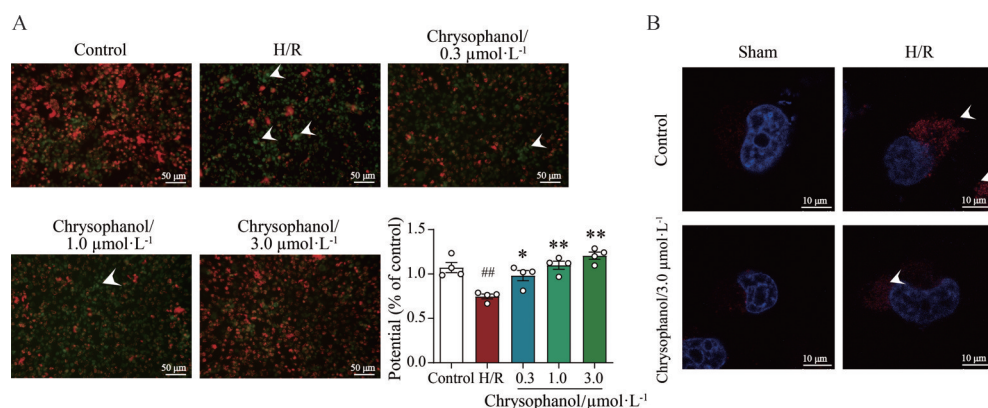 A
Control
H/R
Chrysophanol/
0.3 µmol·L⁻¹
50 µm
50 µm
50 µm
Chrysophanol/
1.0 µmol·L⁻¹
Chrysophanol/
3.0 µmol·L⁻¹
50 µm
50 µm
Potential (% of control)
1.5
1.0
0.5
0
##
*
**
**
Control H/R 0.3 1.0 3.0
Chrysophanol/µmol·L⁻¹
B
Sham
H/R
Control
10 µm
10 µm
Chrysophanol/3.0 µmol·L⁻¹
10 µm
10 µm